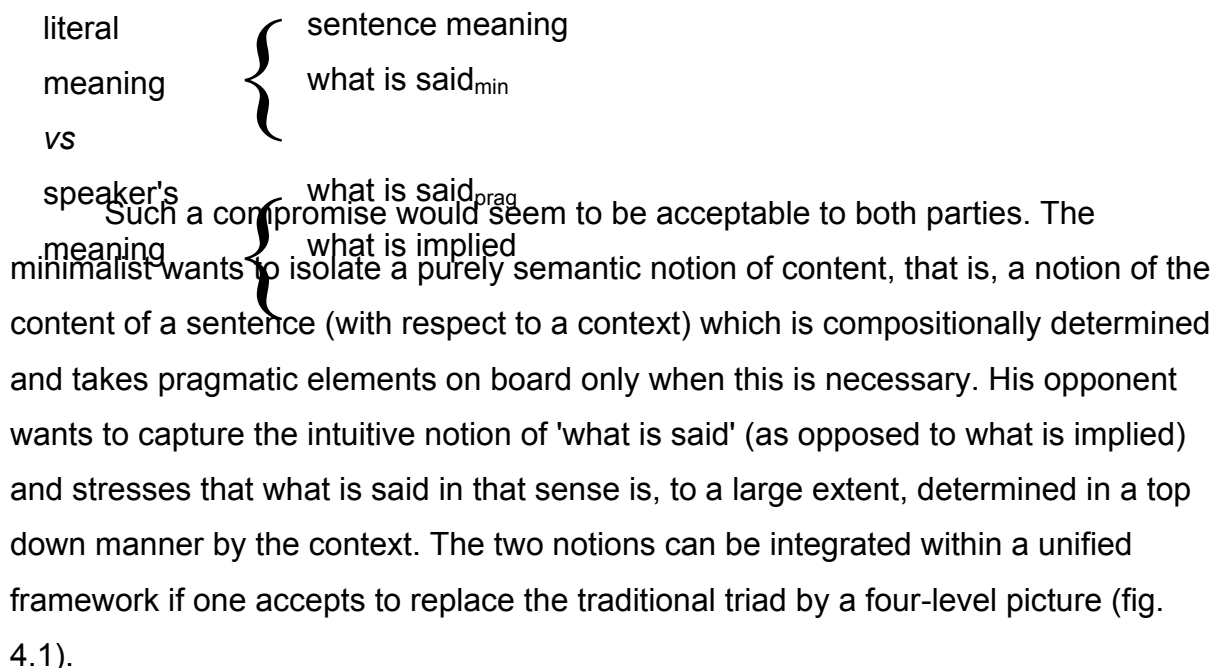 literal { sentence meaning
meaning what is said_min
vs
speaker's { what is said_prag
Such a compromise would seem to be acceptable to both parties. The
meaning what is implied
minimalist wants to isolate a purely semantic notion of content, that is, a notion of the
content of a sentence (with respect to a context) which is compositionally determined
and takes pragmatic elements on board only when this is necessary. His opponent
wants to capture the intuitive notion of 'what is said' (as opposed to what is implied)
and stresses that what is said in that sense is, to a large extent, determined in a top
down manner by the context. The two notions can be integrated within a unified
framework if one accepts to replace the traditional triad by a four-level picture (fig.
4.1).